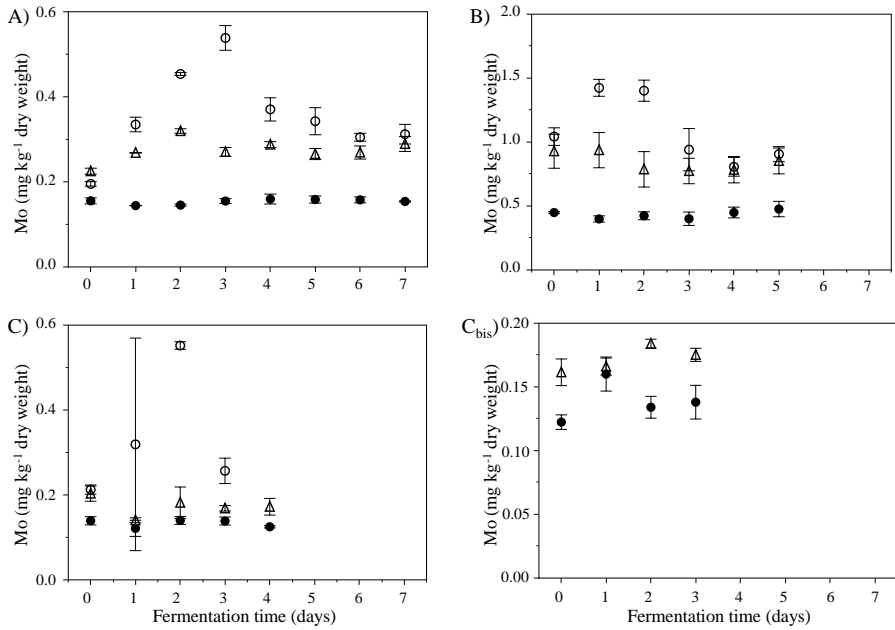 A)
Mo (mg kg⁻¹ dry weight)
0.6
0.4
0.2
0.0
0 1 2 3 4 5 6 7
B)
Mo (mg kg⁻¹ dry weight)
2.0
1.5
1.0
0.5
0.0
0 1 2 3 4 5 6 7
C)
Mo (mg kg⁻¹ dry weight)
0.6
0.4
0.2
0.0
0 1 2 3 4 5 6 7
Fermentation time (days)
C_bis)
Mo (mg kg⁻¹ dry weight)
0.20
0.15
0.10
0.05
0.00
0 1 2 3 4 5 6 7
Fermentation time (days)